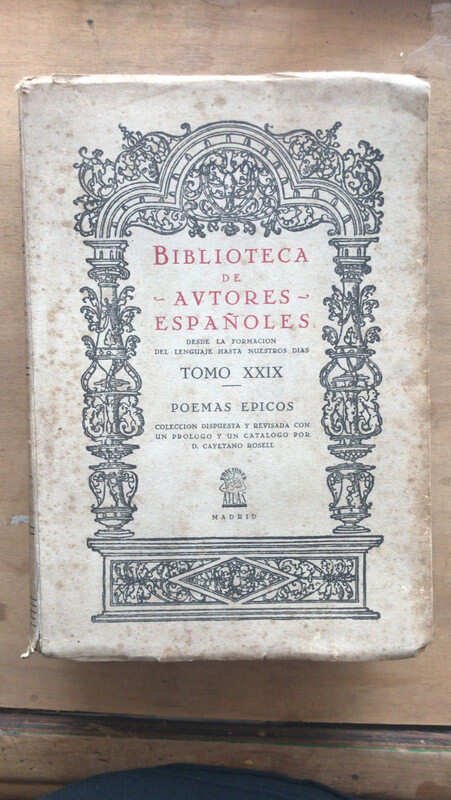 BIBLIOTECA
DE
AVTORES
ESPAÑOLES
DESDE LA FORMACION
DEL LENGUAJE HASTA NUESTROS DIAS
TOMO XXIX
POEMAS EPICOS
COLECCION DISPUESTA Y REVISADA CON
UN PROLOGO Y UN CATALOGO POR
D. CAYETANO ROSELL
EDICIONES
ATLAS
MADRID